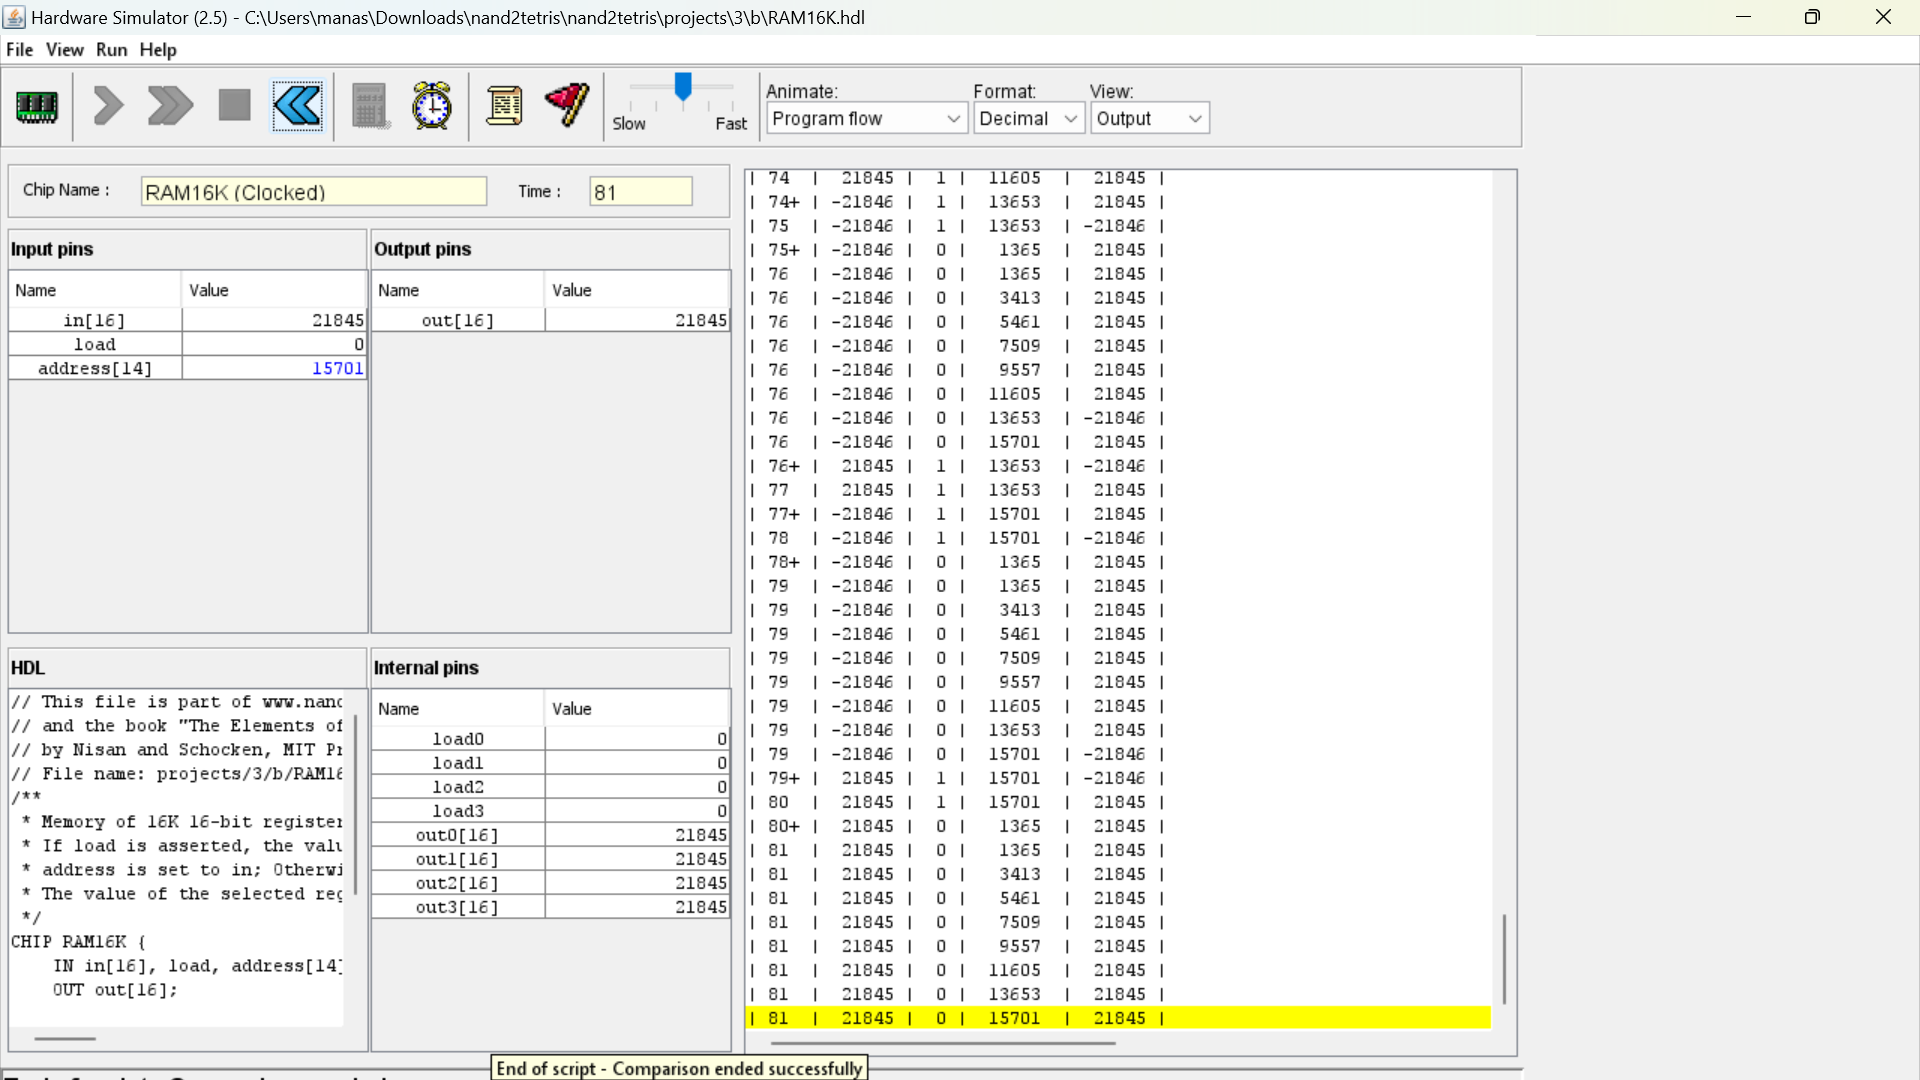 Hardware Simulator (2.5) - C:\Users\manas\Downloads\nand2tetris\nand2tetris\projects\3\b\RAM16K.hdl
File View Run Help
Slow Fast
Animate: Format: View:
Program flow Decimal Output
Chip Name : RAM16K (Clocked) Time : 81
Input pins
Name Value
in[16] 21845
load 0
address[14] 15701
Output pins
Name Value
out[16] 21845
HDL
// This file is part of www.nand
// and the book "The Elements of
// by Nisan and Schocken, MIT Pr
// File name: projects/3/b/RAM16
/**
* Memory of 16K 16-bit register
* If load is asserted, the valu
* address is set to in; Otherwi
* The value of the selected reg
*/
CHIP RAM16K {
IN in[16], load, address[14]
OUT out[16];
Internal pins
Name Value
load0 0
load1 0
load2 0
load3 0
out0[16] 21845
out1[16] 21845
out2[16] 21845
out3[16] 21845
| 74 | 21845 | 1 | 11605 | 21845 |
| 74+ | -21846 | 1 | 13653 | 21845 |
| 75 | -21846 | 1 | 13653 | -21846 |
| 75+ | -21846 | 0 | 1365 | 21845 |
| 76 | -21846 | 0 | 1365 | 21845 |
| 76 | -21846 | 0 | 3413 | 21845 |
| 76 | -21846 | 0 | 5461 | 21845 |
| 76 | -21846 | 0 | 7509 | 21845 |
| 76 | -21846 | 0 | 9557 | 21845 |
| 76 | -21846 | 0 | 11605 | 21845 |
| 76 | -21846 | 0 | 13653 | -21846 |
| 76 | -21846 | 0 | 15701 | 21845 |
| 76+ | 21845 | 1 | 13653 | -21846 |
| 77 | 21845 | 1 | 13653 | 21845 |
| 77+ | -21846 | 1 | 15701 | 21845 |
| 78 | -21846 | 1 | 15701 | -21846 |
| 78+ | -21846 | 0 | 1365 | 21845 |
| 79 | -21846 | 0 | 1365 | 21845 |
| 79 | -21846 | 0 | 3413 | 21845 |
| 79 | -21846 | 0 | 5461 | 21845 |
| 79 | -21846 | 0 | 7509 | 21845 |
| 79 | -21846 | 0 | 9557 | 21845 |
| 79 | -21846 | 0 | 11605 | 21845 |
| 79 | -21846 | 0 | 13653 | 21845 |
| 79 | -21846 | 0 | 15701 | -21846 |
| 79+ | 21845 | 1 | 15701 | -21846 |
| 80 | 21845 | 1 | 15701 | 21845 |
| 80+ | 21845 | 0 | 1365 | 21845 |
| 81 | 21845 | 0 | 1365 | 21845 |
| 81 | 21845 | 0 | 3413 | 21845 |
| 81 | 21845 | 0 | 5461 | 21845 |
| 81 | 21845 | 0 | 7509 | 21845 |
| 81 | 21845 | 0 | 9557 | 21845 |
| 81 | 21845 | 0 | 11605 | 21845 |
| 81 | 21845 | 0 | 13653 | 21845 |
| 81 | 21845 | 0 | 15701 | 21845 |
End of script - Comparison ended successfully